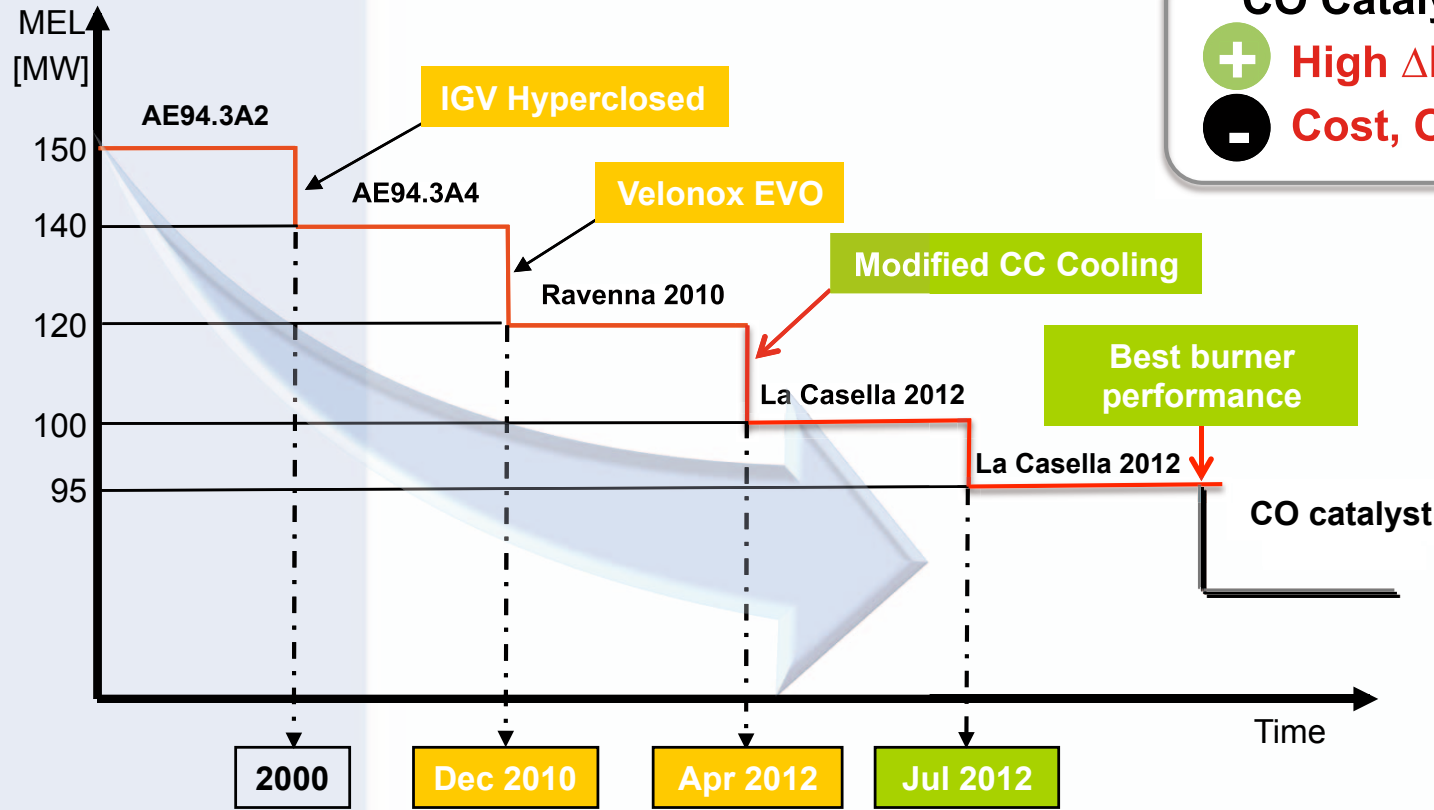 MEL
[MW]
CO Cataly
+ High ∆
- Cost,
IGV Hyperclosed
AE94.3A2
150
AE94.3A4
Velonox EVO
140
Modified CC Cooling
Ravenna 2010
120
Best burner
performance
La Casella 2012
100
La Casella 2012
95
CO catalyst
Time
2000
Dec 2010
Apr 2012
Jul 2012